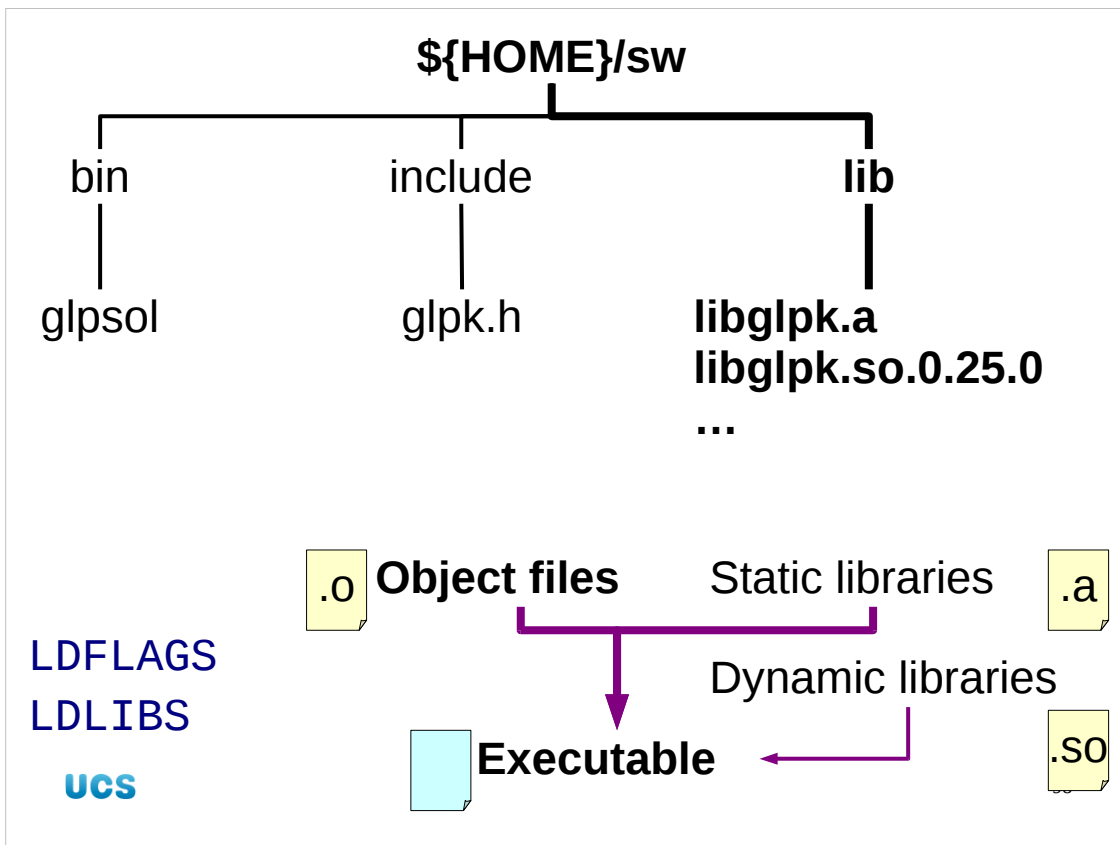 ${HOME}/sw
bin include lib
glpsol glpk.h libglpk.a
libglpk.so.0.25.0
...
.o Object files Static libraries .a
LDFLAGS
Dynamic libraries
LDLIBS
.so
Executable
UCS